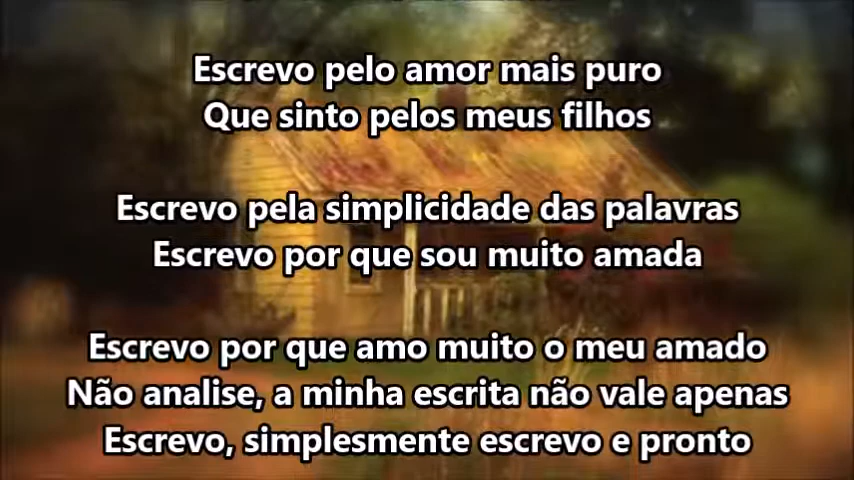 Escrevo pelo amor mais puro
Que sinto pelos meus filhos
Escrevo pela simplicidade das palavras
Escrevo por que sou muito amada
Escrevo por que amo muito o meu amado
Não analise, a minha escrita não vale apenas
Escrevo, simplesmente escrevo e pronto